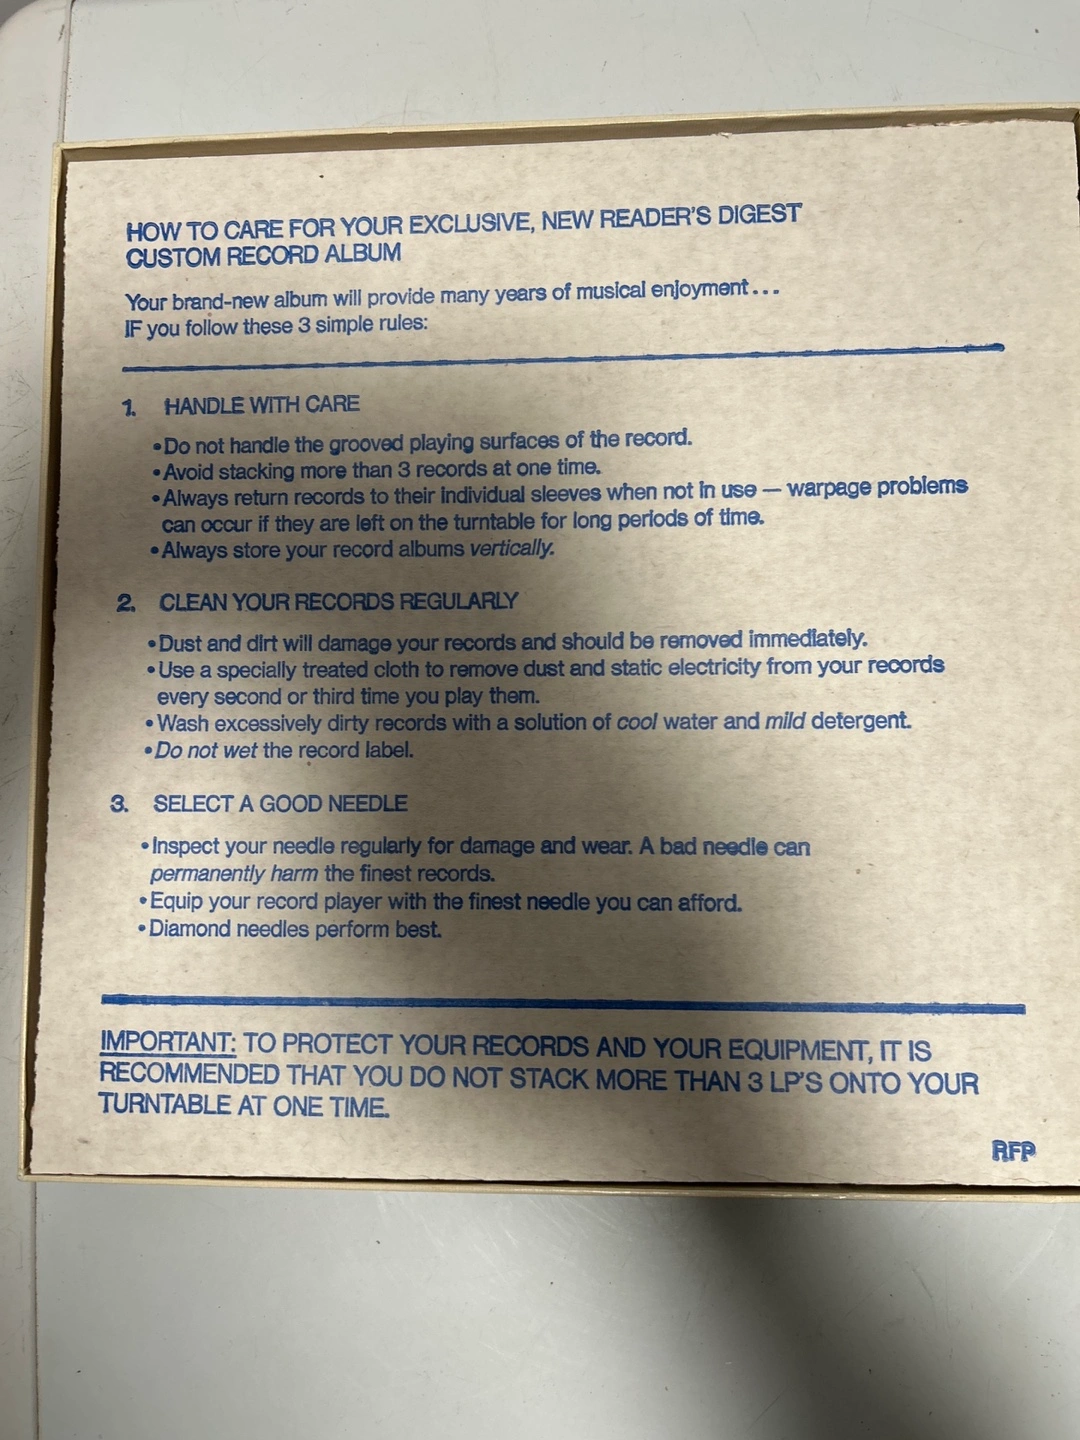 HOW TO CARE FOR YOUR EXCLUSIVE, NEW READER'S DIGEST
CUSTOM RECORD ALBUM
Your brand-new album will provide many years of musical enjoyment...
IF you follow these 3 simple rules:
1. HANDLE WITH CARE
•Do not handle the grooved playing surfaces of the record.
•Avoid stacking more than 3 records at one time.
•Always return records to their individual sleeves when not in use — warpage problems
can occur if they are left on the turntable for long periods of time.
•Always store your record albums vertically.
2. CLEAN YOUR RECORDS REGULARLY
•Dust and dirt will damage your records and should be removed immediately.
•Use a specially treated cloth to remove dust and static electricity from your records
every second or third time you play them.
•Wash excessively dirty records with a solution of cool water and mild detergent.
•Do not wet the record label.
3. SELECT A GOOD NEEDLE
•Inspect your needle regularly for damage and wear. A bad needle can
permanently harm the finest records.
•Equip your record player with the finest needle you can afford.
•Diamond needles perform best.
IMPORTANT: TO PROTECT YOUR RECORDS AND YOUR EQUIPMENT, IT IS
RECOMMENDED THAT YOU DO NOT STACK MORE THAN 3 LP'S ONTO YOUR
TURNTABLE AT ONE TIME.
RFP